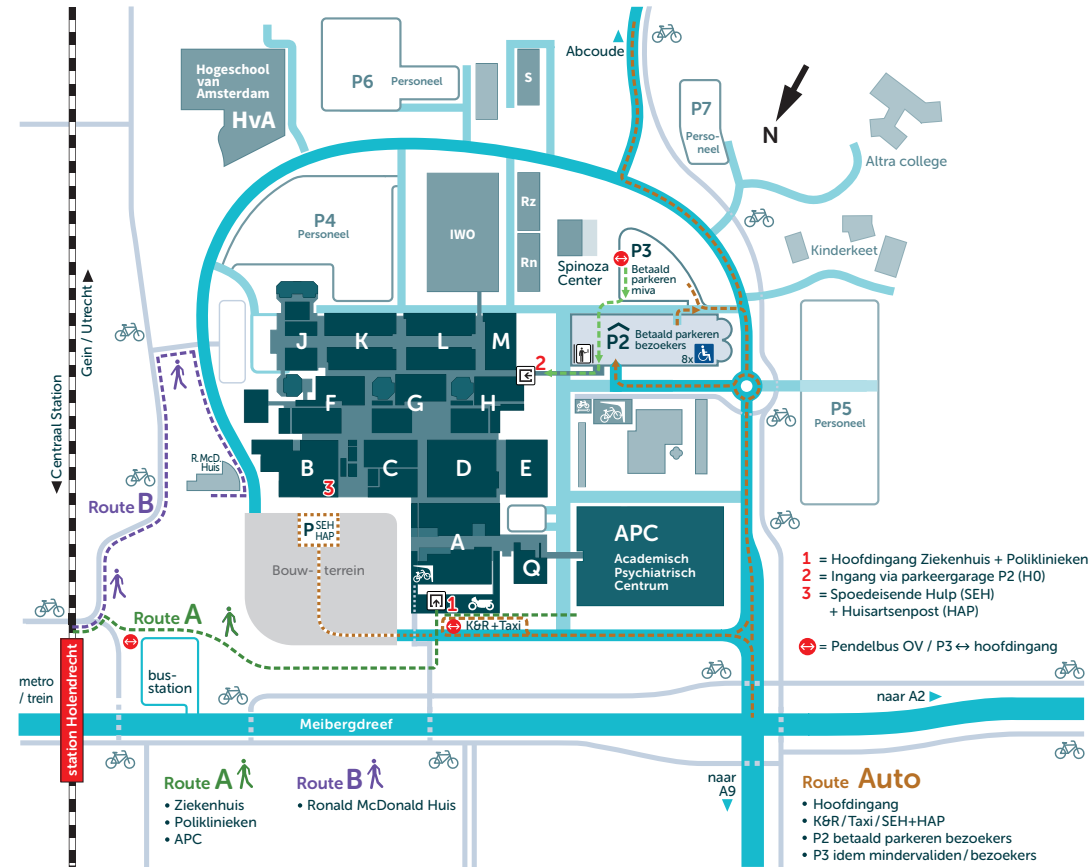 Abcoude
Hogeschool
van
Amsterdam
HvA
P6 Personeel
S
P7
Perso-
neel
N
Altra college
P4
Personeel
IWO
Rz
Rn
Spinoza
Center
P3
Betaald
parkeren
miva
Kinderkeet
Gein / Utrecht
Centraal Station
J
K
L
M
2
P2
Betaald parkeren
bezoekers
8x
F
G
H
P5
Personeel
R.McD.
Huis
B
C
D
E
3
Route B
P SEH
HAP
Bouw- terrein
A
Q
APC
Academisch
Psychiatrisch
Centrum
1
K&R+Taxi
Route A
1 = Hoofdingang Ziekenhuis + Poliklinieken
2 = Ingang via parkeergarage P2 (H0)
3 = Spoedeisende Hulp (SEH)
+ Huisartsenpost (HAP)
= Pendelbus OV / P3 ↔ hoofdingang
metro
/ trein
station Holendrecht
bus-
station
naar A2
Meibergdreef
naar
A9
Route A
• Ziekenhuis
• Poliklinieken
• APC
Route B
• Ronald McDonald Huis
Route Auto
• Hoofdingang
• K&R/Taxi/SEH+HAP
• P2 betaald parkeren bezoekers
• P3 idem mindervaliden/bezoekers